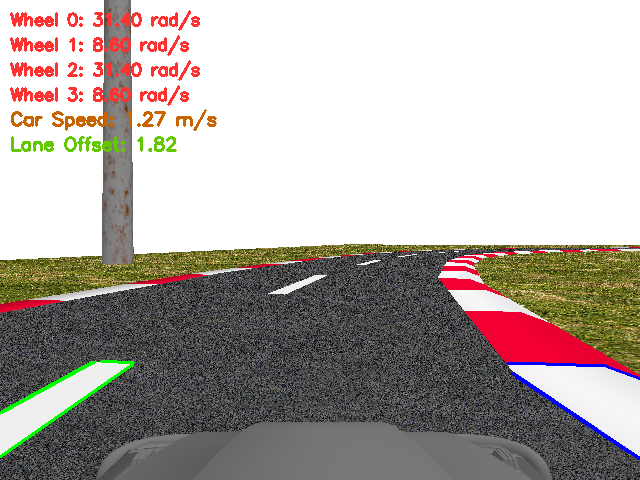 Wheel 0: 31.40 rad/s
Wheel 1: 8.60 rad/s
Wheel 2: 31.40 rad/s
Wheel 3: 8.60 rad/s
Car Speed: 1.27 m/s
Lane Offset: 1.82